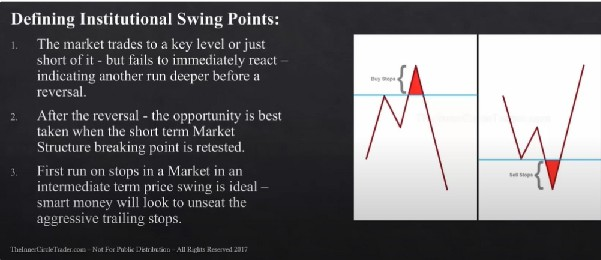 Defining Institutional Swing Points:
1. The market trades to a key level or just
short of it - but fails to immediately react –
indicating another run deeper before a
reversal.
2. After the reversal - the opportunity is best
taken when the short term Market
Structure breaking point is retested.
3. First run on stops in a Market in an
intermediate term price swing is ideal –
smart money will look to unseat the
aggressive trailing stops.
Buy Stops
Sell Stops
TheInnerCircleTrader.com - Not For Public Distribution - All Rights Reserved 2017